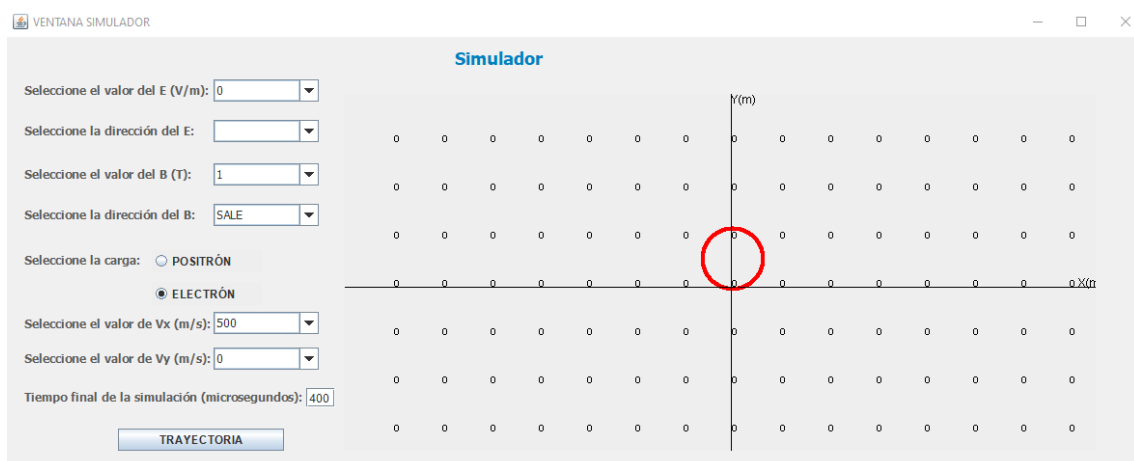 VENTANA SIMULADOR
Simulador
Seleccione el valor del E (V/m): 0
Seleccione la dirección del E:
Seleccione el valor del B (T): 1
Seleccione la dirección del B: SALE
Seleccione la carga: POSITRÓN
ELECTRÓN
Seleccione el valor de Vx (m/s): 500
Seleccione el valor de Vy (m/s): 0
Tiempo final de la simulación (microsegundos): 400
TRAYECTORIA
Y(m)
o o o o o o o o o o o o o o o
o o o o o o o o o o o o o o o
o o o o o o o o o o o o o o o
o o o o o o o o o o o o o o o X(m
o o o o o o o o o o o o o o o
o o o o o o o o o o o o o o o
o o o o o o o o o o o o o o o